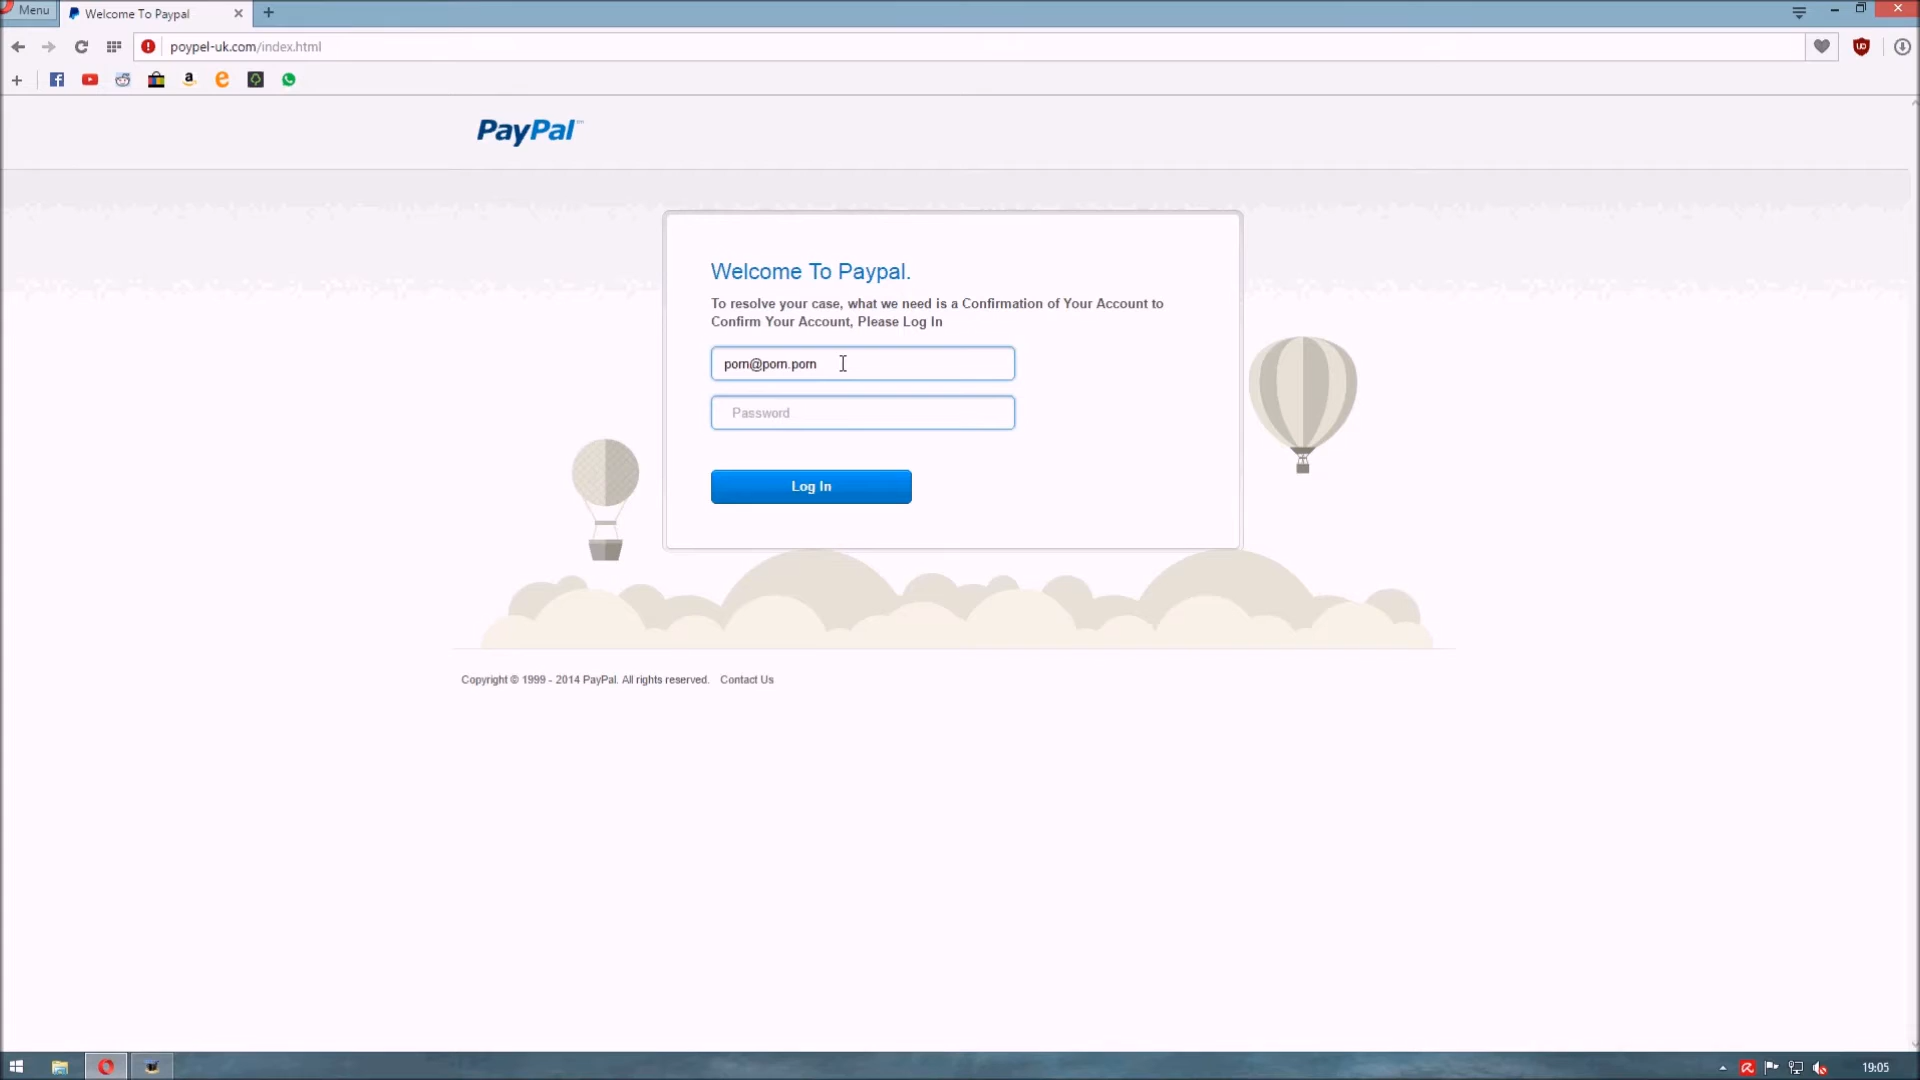 Menu
Welcome To Paypal
poypel-uk.com/index.html
PayPal™
Welcome To Paypal.
To resolve your case, what we need is a Confirmation of Your Account to
Confirm Your Account, Please Log In
porn@porn.porn
Password
Log In
Copyright © 1999 - 2014 PayPal. All rights reserved. Contact Us
19:05